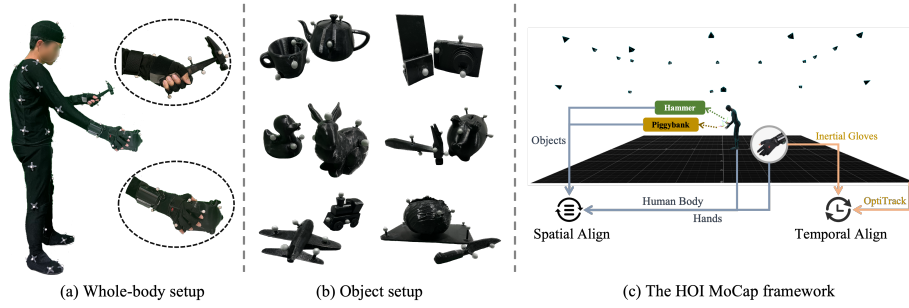 Hammer
Piggybank
Objects
Inertial Gloves
Human Body
OptiTrack
Hands
Spatial Align
Temporal Align
(a) Whole-body setup
(b) Object setup
(c) The HOI MoCap framework